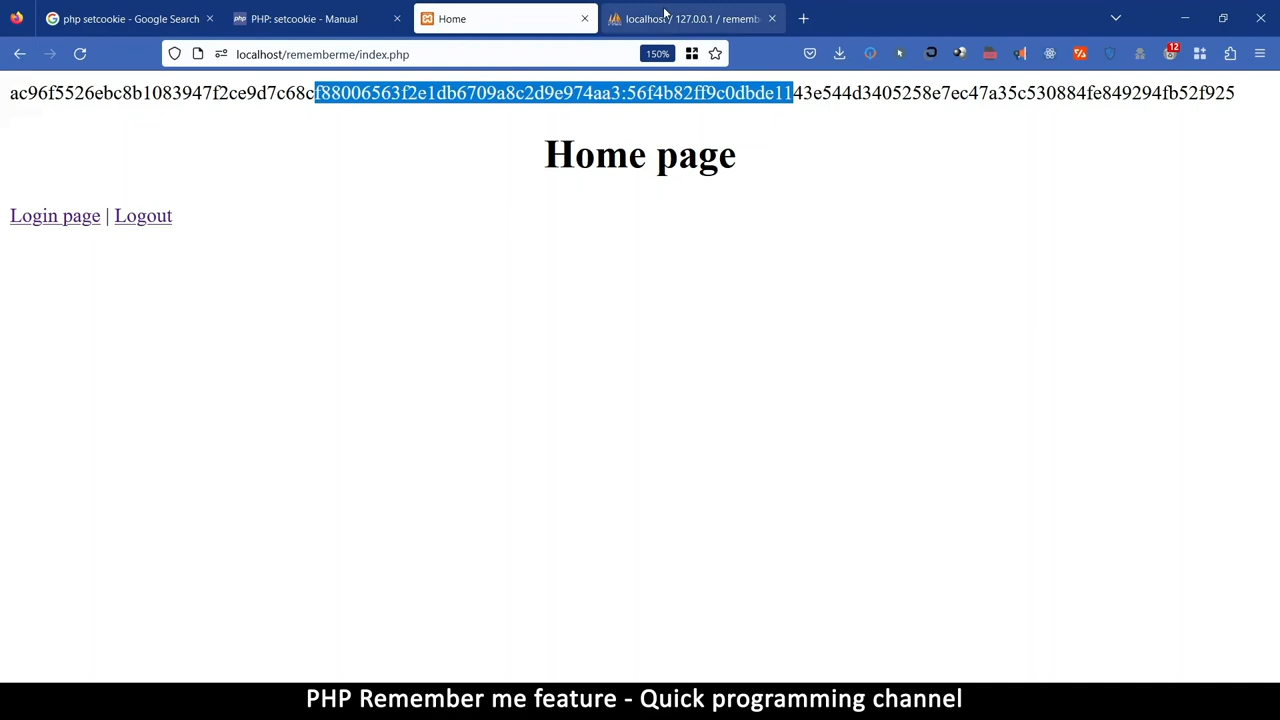 php setcookie - Google Search
PHP: setcookie - Manual
Home
localhost / 127.0.0.1 / rememb
localhost/rememberme/index.php
150%
12
ac96f5526ebc8b1083947f2ce9d7c68cf88006563f2e1db6709a8c2d9e974aa3:56f4b82ff9c0dbde1143e544d3405258e7ec47a35c530884fe849294fb52f925
Home page
Login page | Logout
PHP Remember me feature - Quick programming channel